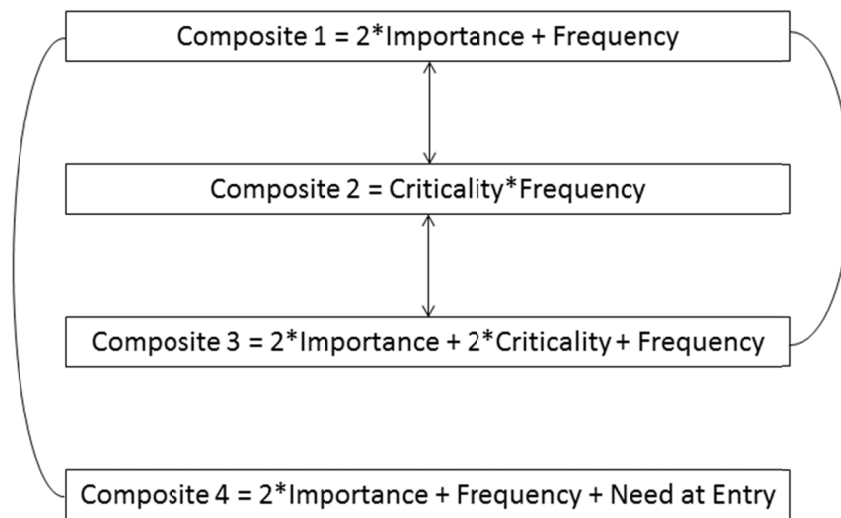 Composite 1 = 2*Importance + Frequency
Composite 2 = Criticality*Frequency
Composite 3 = 2*Importance + 2*Criticality + Frequency
Composite 4 = 2*Importance + Frequency + Need at Entry